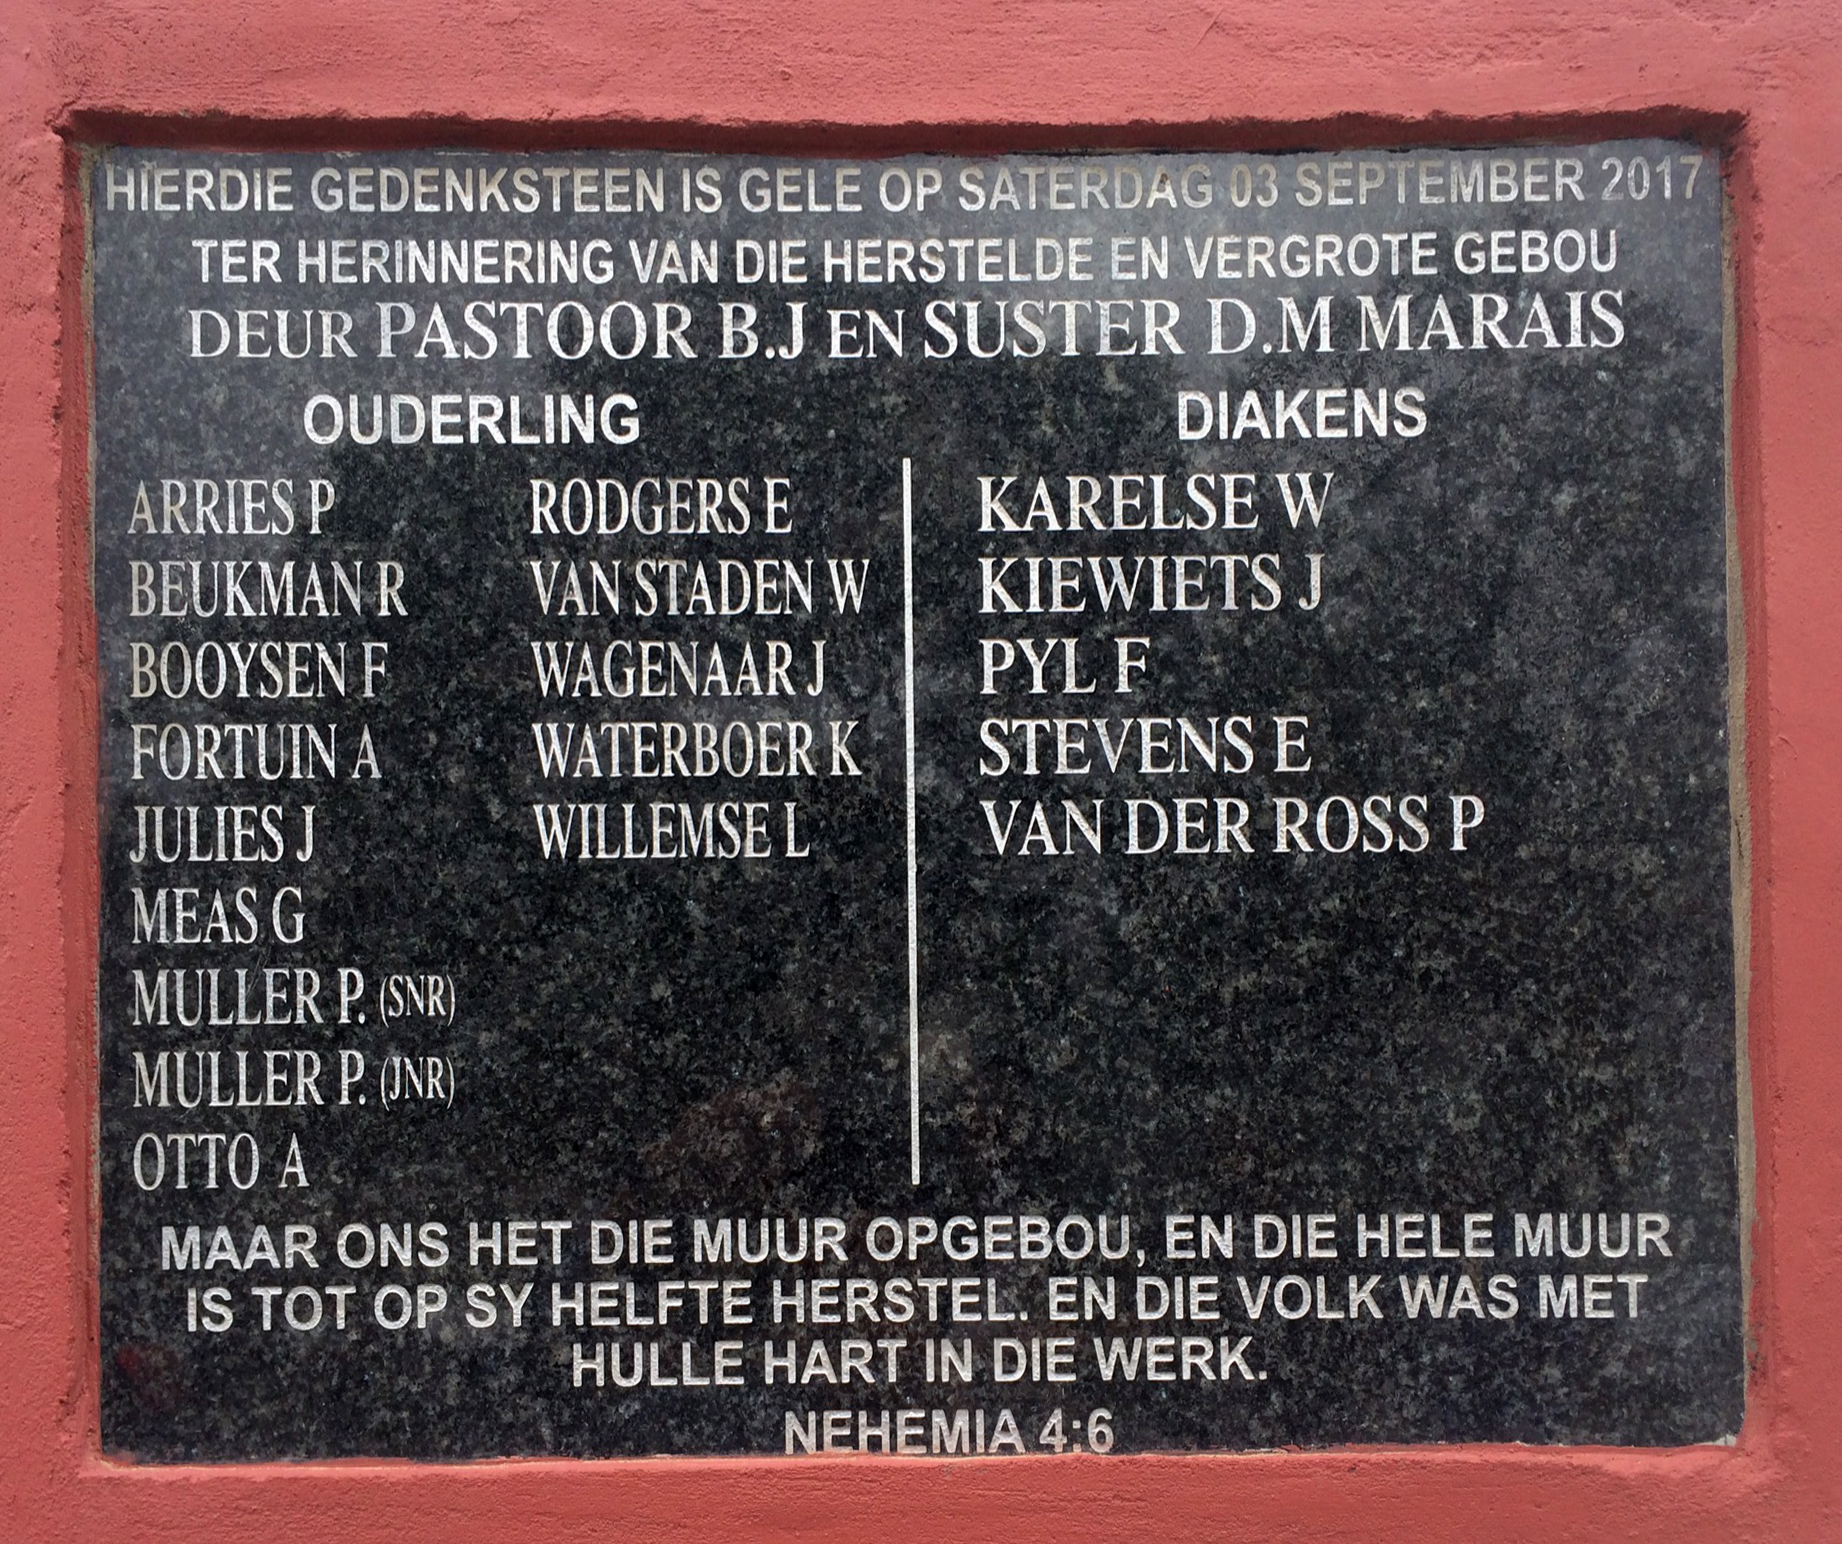 HIERDIE GEDENKSTEEN IS GELE OP SATERDAG 03 SEPTEMBER 2017
TER HERINNERING VAN DIE HERSTELDE EN VERGROTE GEBOU
DEUR PASTOOR B.J EN SUSTER D.M MARAIS
OUDERLING
ARRIES P
BEUKMAN R
BOOYSEN F
FORTUIN A
JULIES J
MEAS G
MULLER P. (SNR)
MULLER P. (JNR)
OTTO A
RODGERS E
VAN STADEN W
WAGENAAR J
WATERBOER K
WILLEMSE L
DIAKENS
KARELSE W
KIEWIETS J
PYL F
STEVENS E
VAN DER ROSS P
MAAR ONS HET DIE MUUR OPGEBOU, EN DIE HELE MUUR
IS TOT OP SY HELFTE HERSTEL. EN DIE VOLK WAS MET
HULLE HART IN DIE WERK.
NEHEMIA 4:6